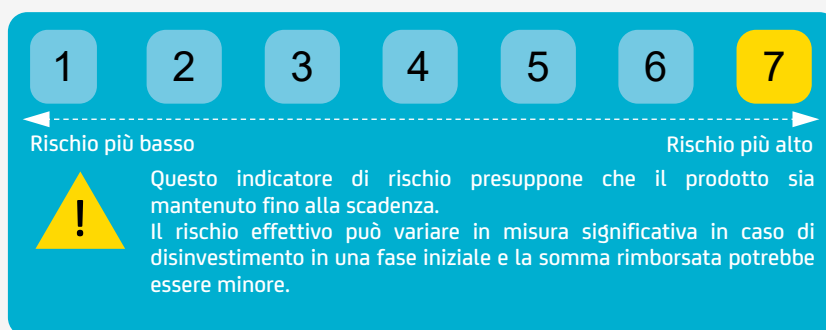 1 2 3 4 5 6 7
Rischio più basso Rischio più alto
!
Questo indicatore di rischio presuppone che il prodotto sia
mantenuto fino alla scadenza.
Il rischio effettivo può variare in misura significativa in caso di
disinvestimento in una fase iniziale e la somma rimborsata potrebbe
essere minore.